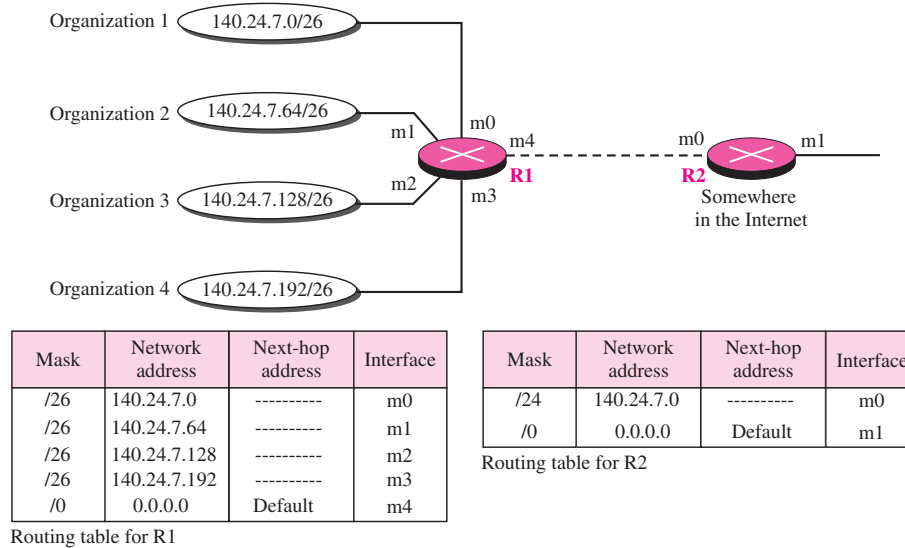 Organization 1 140.24.7.0/26
Organization 2 140.24.7.64/26
m1 m0 m4 m0 m1
m2 R1 R2
Organization 3 140.24.7.128/26
m3 Somewhere
in the Internet
Organization 4 140.24.7.192/26
Mask Network address Next-hop address Interface
/26 140.24.7.0 ---------- m0
/26 140.24.7.64 ---------- m1
/26 140.24.7.128 ---------- m2
/26 140.24.7.192 ---------- m3
/0 0.0.0.0 Default m4
Routing table for R1
Mask Network address Next-hop address Interface
/24 140.24.7.0 ---------- m0
/0 0.0.0.0 Default m1
Routing table for R2